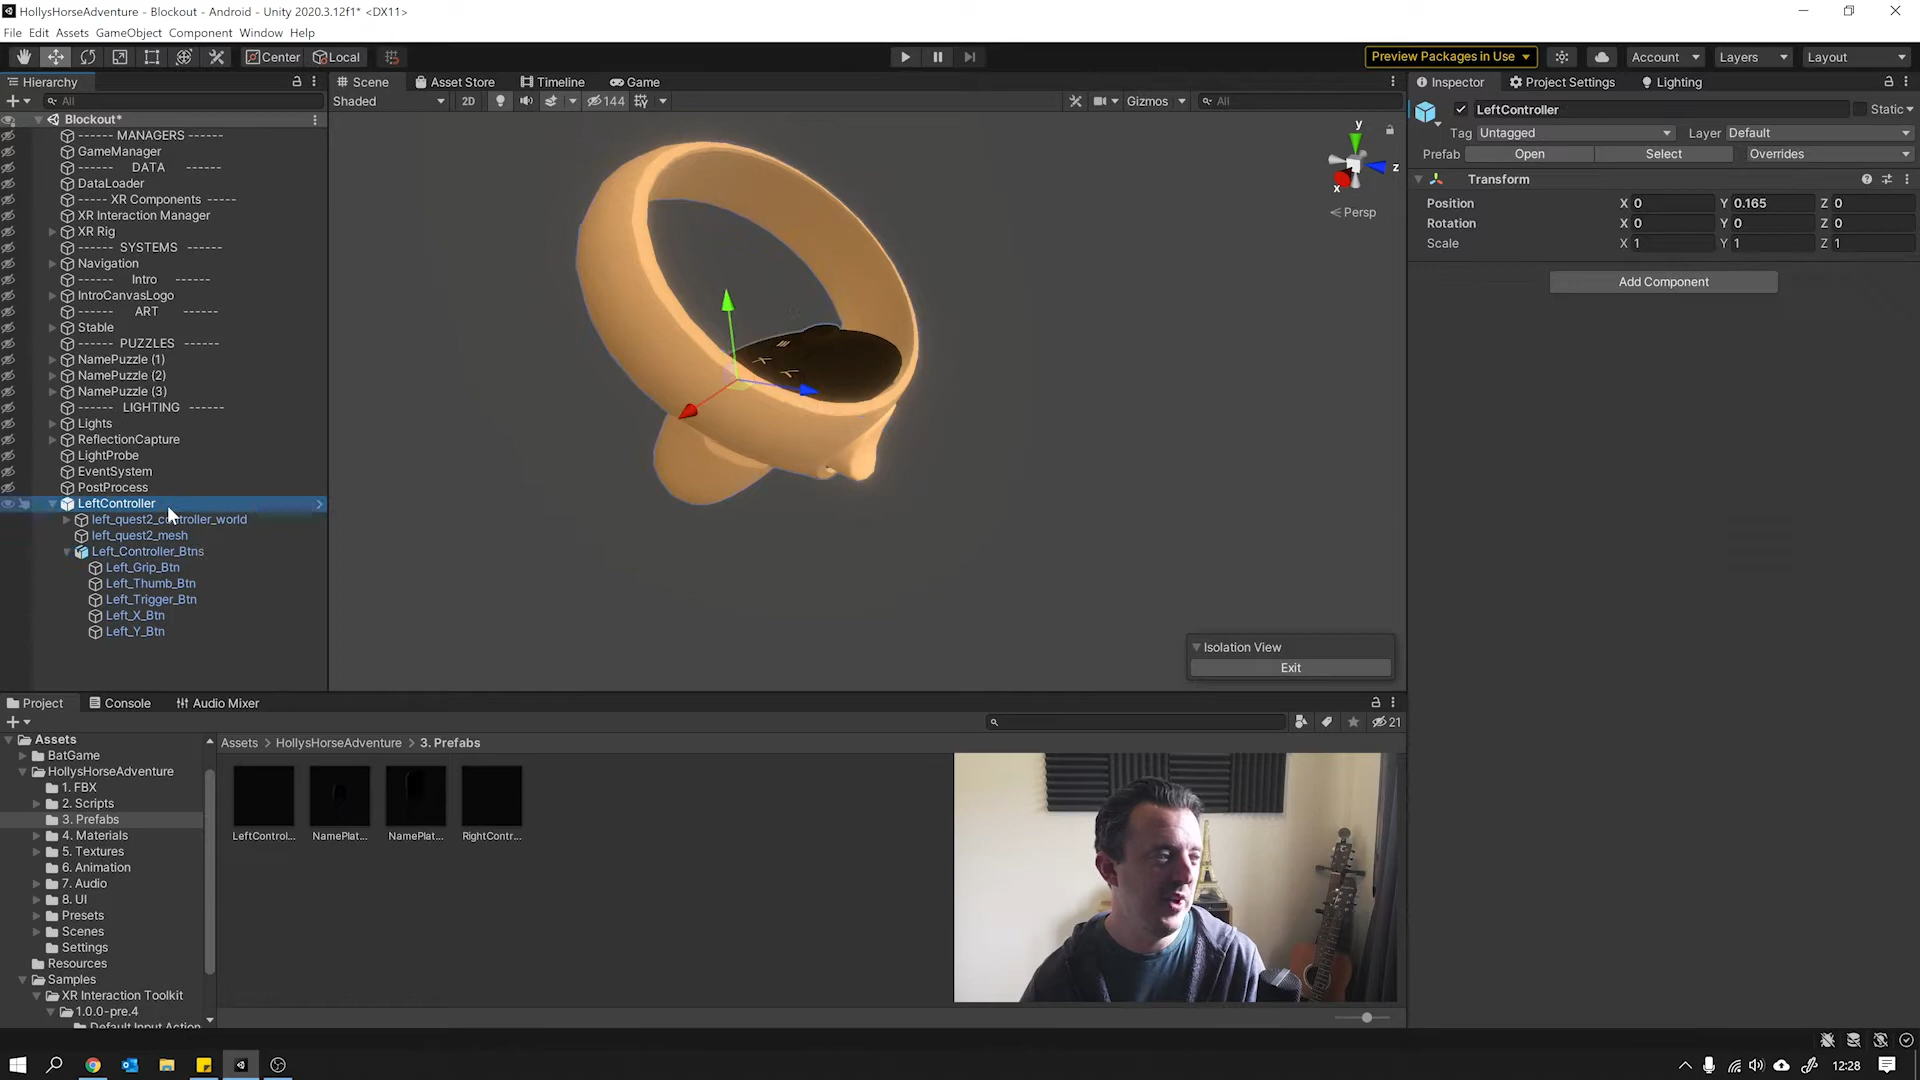 HollysHorseAdventure - Blockout - Android - Unity 2020.3.12f1* <DX11>
File Edit Assets GameObject Component Window Help
Center Local Preview Packages in Use Account Layers Layout
Hierarchy Scene Asset Store Timeline Game Inspector Project Settings Lighting
All Shaded 2D 144 Gizmos All
LeftController Static
Tag Untagged Layer Default
Prefab Open Select Overrides
Transform
Position X 0 Y 0.165 Z 0
Rotation X 0 Y 0 Z 0
Scale X 1 Y 1 Z 1
Add Component
Blockout*
------ MANAGERS ------
GameManager
------ DATA ------
DataLoader
----- XR Components -----
XR Interaction Manager
XR Rig
------ SYSTEMS ------
Navigation
------ Intro ------
IntroCanvasLogo
------ ART ------
Stable
------ PUZZLES ------
NamePuzzle (1)
NamePuzzle (2)
NamePuzzle (3)
------ LIGHTING ------
Lights
ReflectionCapture
LightProbe
EventSystem
PostProcess
LeftController
left_quest2_controller_world
left_quest2_mesh
Left_Controller_Btns
Left_Grip_Btn
Left_Thumb_Btn
Left_Trigger_Btn
Left_X_Btn
Left_Y_Btn
y
z
x
Persp
Isolation View
Exit
Project Console Audio Mixer
21
Assets
BatGame
HollysHorseAdventure
1. FBX
2. Scripts
3. Prefabs
4. Materials
5. Textures
6. Animation
7. Audio
8. UI
Presets
Scenes
Settings
Resources
Samples
XR Interaction Toolkit
1.0.0-pre.4
Default Input Action
Assets > HollysHorseAdventure > 3. Prefabs
LeftControl... NamePlat... NamePlat... RightContr...
12:28